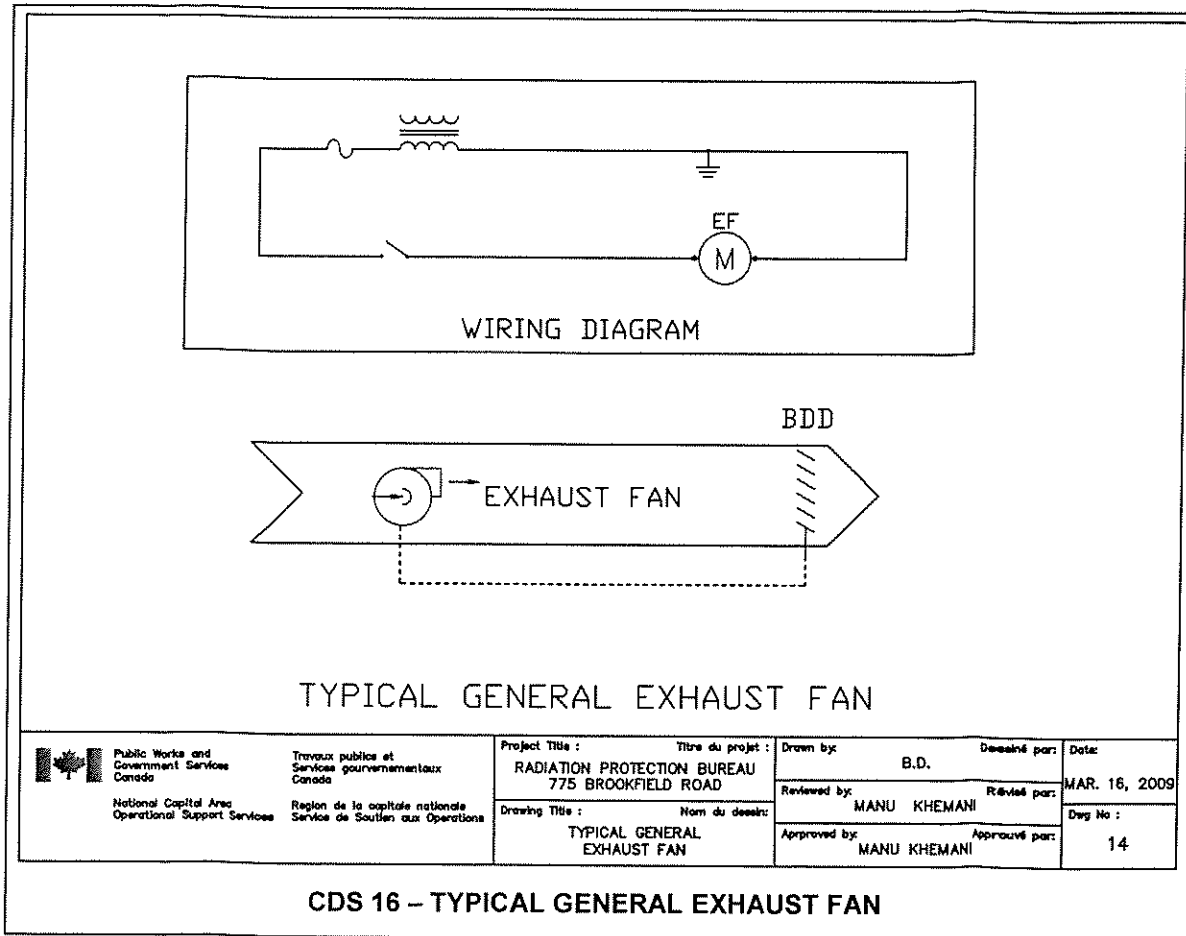 EF
M
WIRING DIAGRAM
BDD
EXHAUST FAN
TYPICAL GENERAL EXHAUST FAN
Public Works and
Government Services
Canada
National Capital Area
Operational Support Services
Travaux publics et
Services gouvernementaux
Canada
Region de la capitale nationale
Service de Soutien aux Operations
Project Title : Titre du projet :
RADIATION PROTECTION BUREAU
775 BROOKFIELD ROAD
Drawing Title : Nom du dessin:
TYPICAL GENERAL
EXHAUST FAN
Drawn by: Dessiné par:
B.D.
Reviewed by: Révisé par:
MANU KHEMANI
Aprproved by: Approuvé par:
MANU KHEMANI
Date:
MAR. 16, 2009
Dwg No :
14
CDS 16 – TYPICAL GENERAL EXHAUST FAN